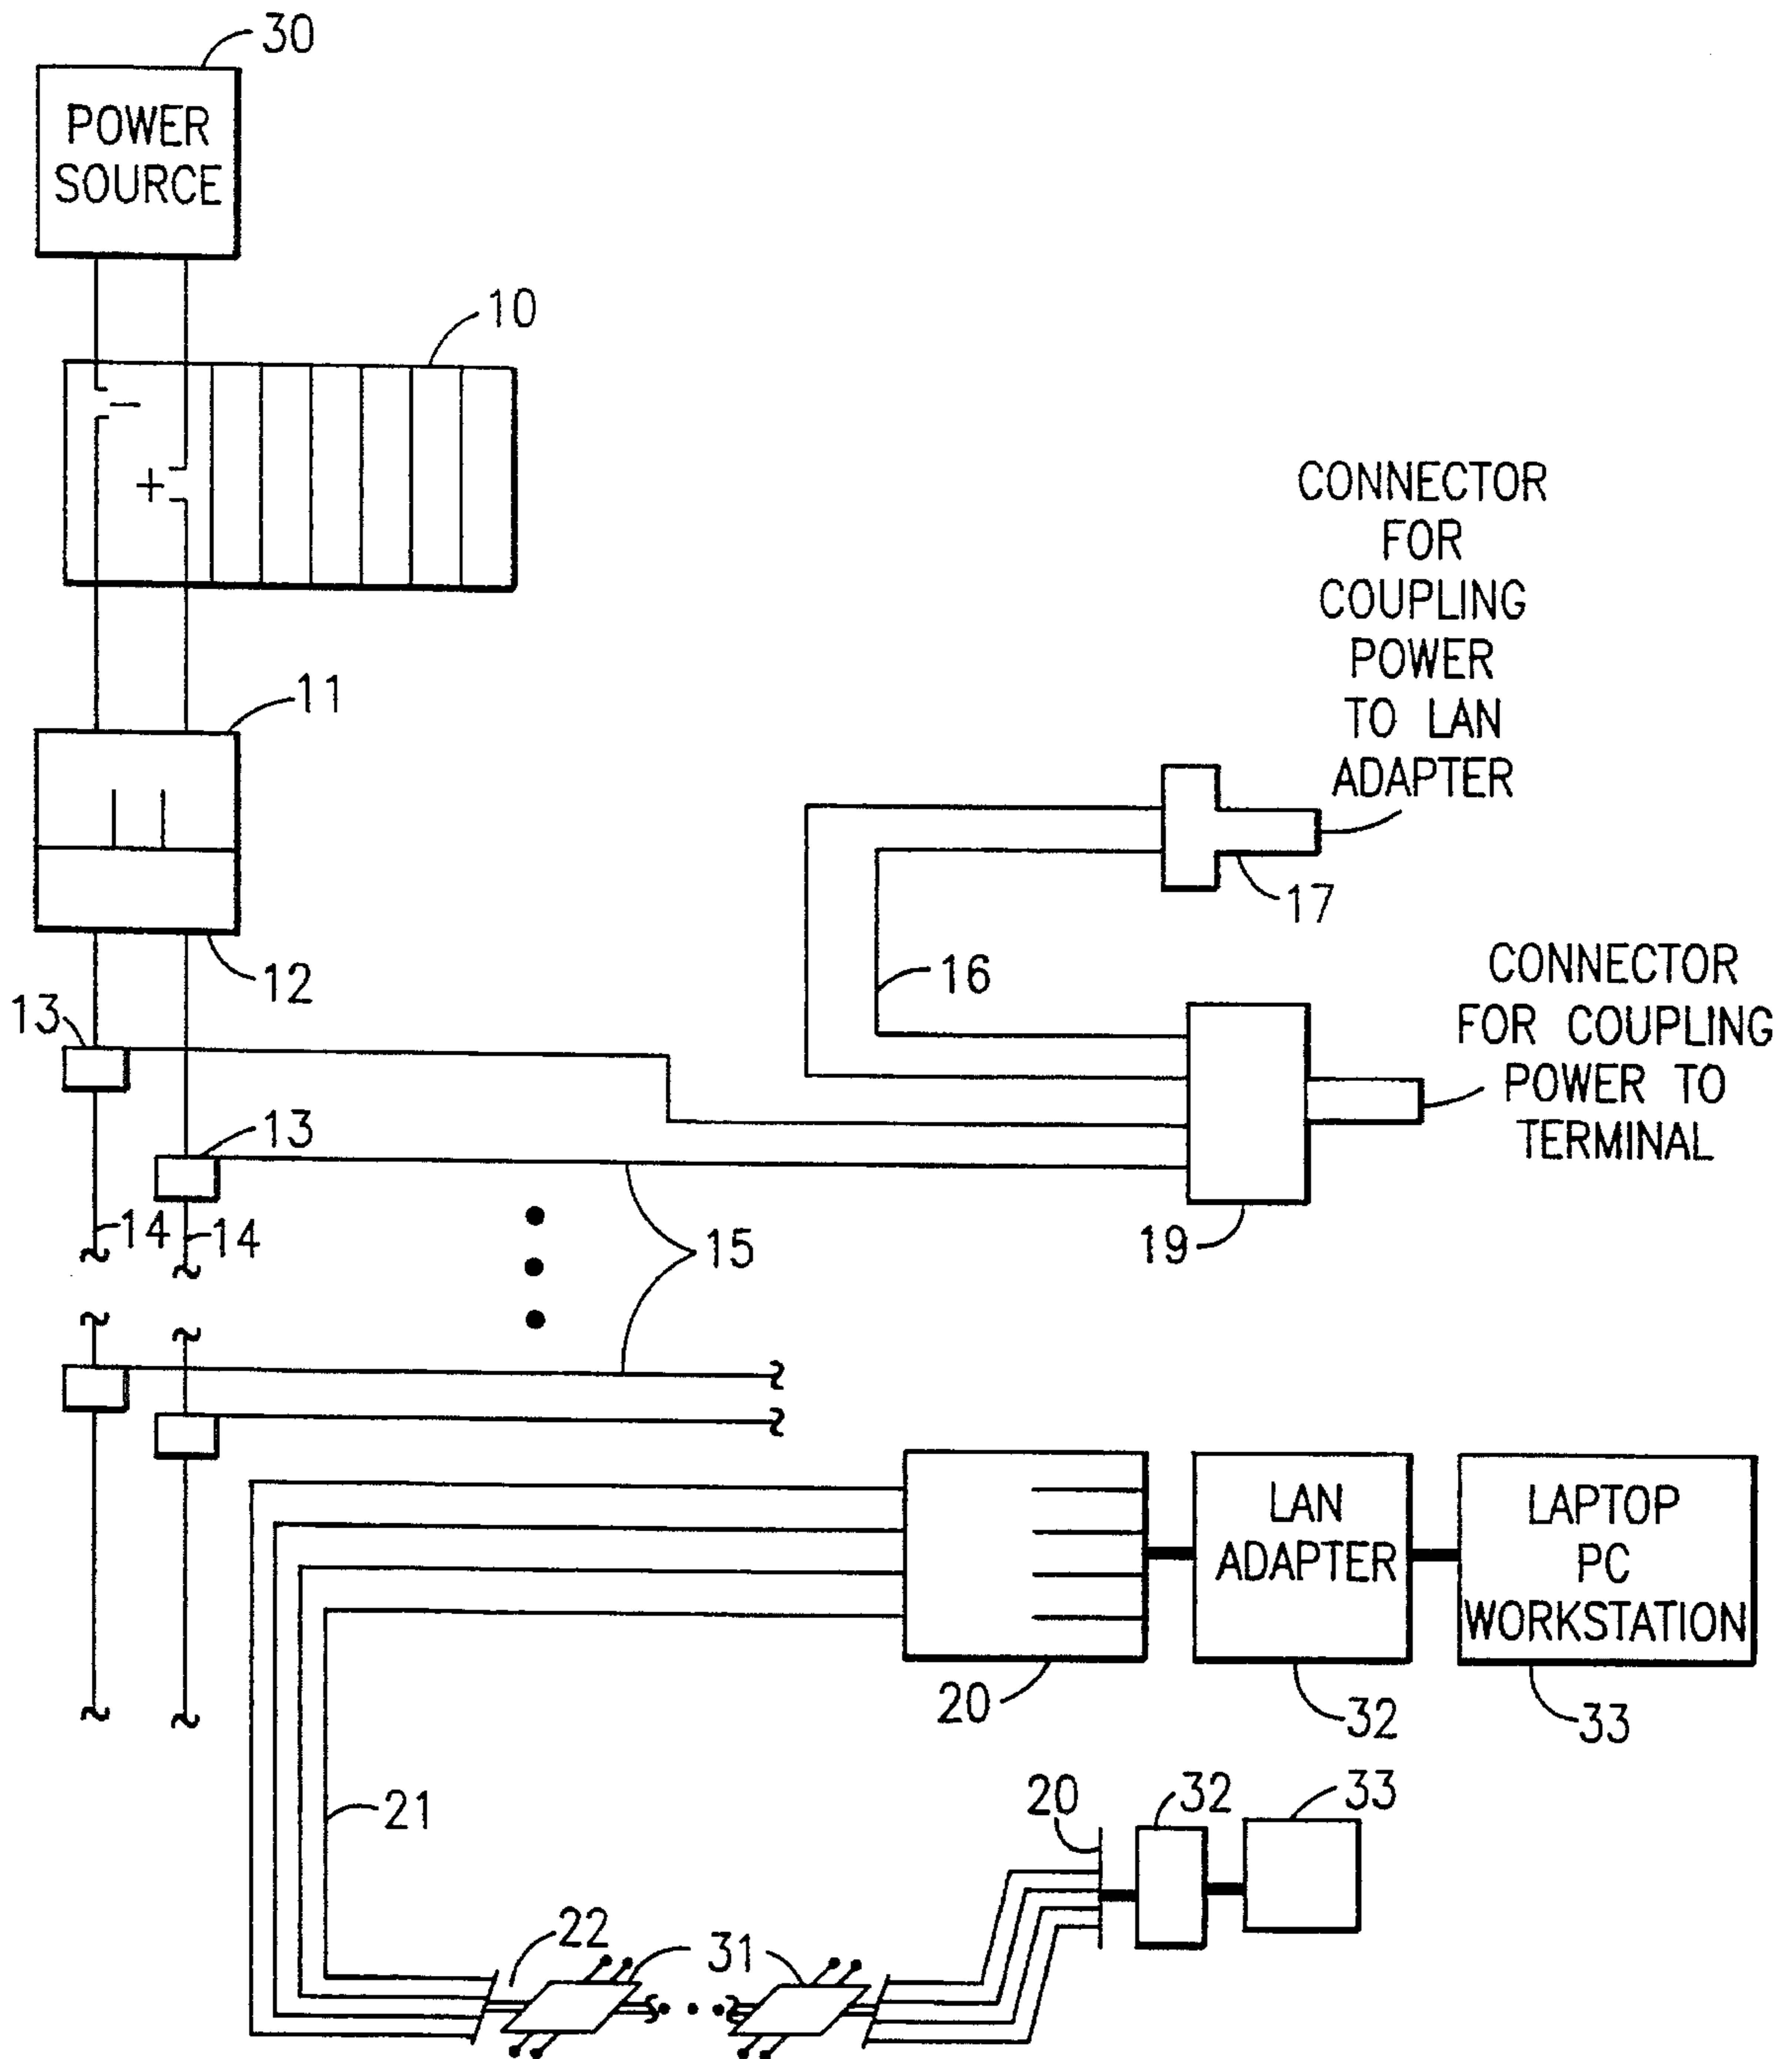 30
POWER
SOURCE
10
11
12
CONNECTOR
FOR
COUPLING
POWER
TO LAN
ADAPTER
17
16
CONNECTOR
FOR COUPLING
POWER TO
TERMINAL
13
13
14
14
15
19
LAN
ADAPTER
LAPTOP
PC
WORKSTATION
20
32
33
21
20
32
33
22
31
+
−